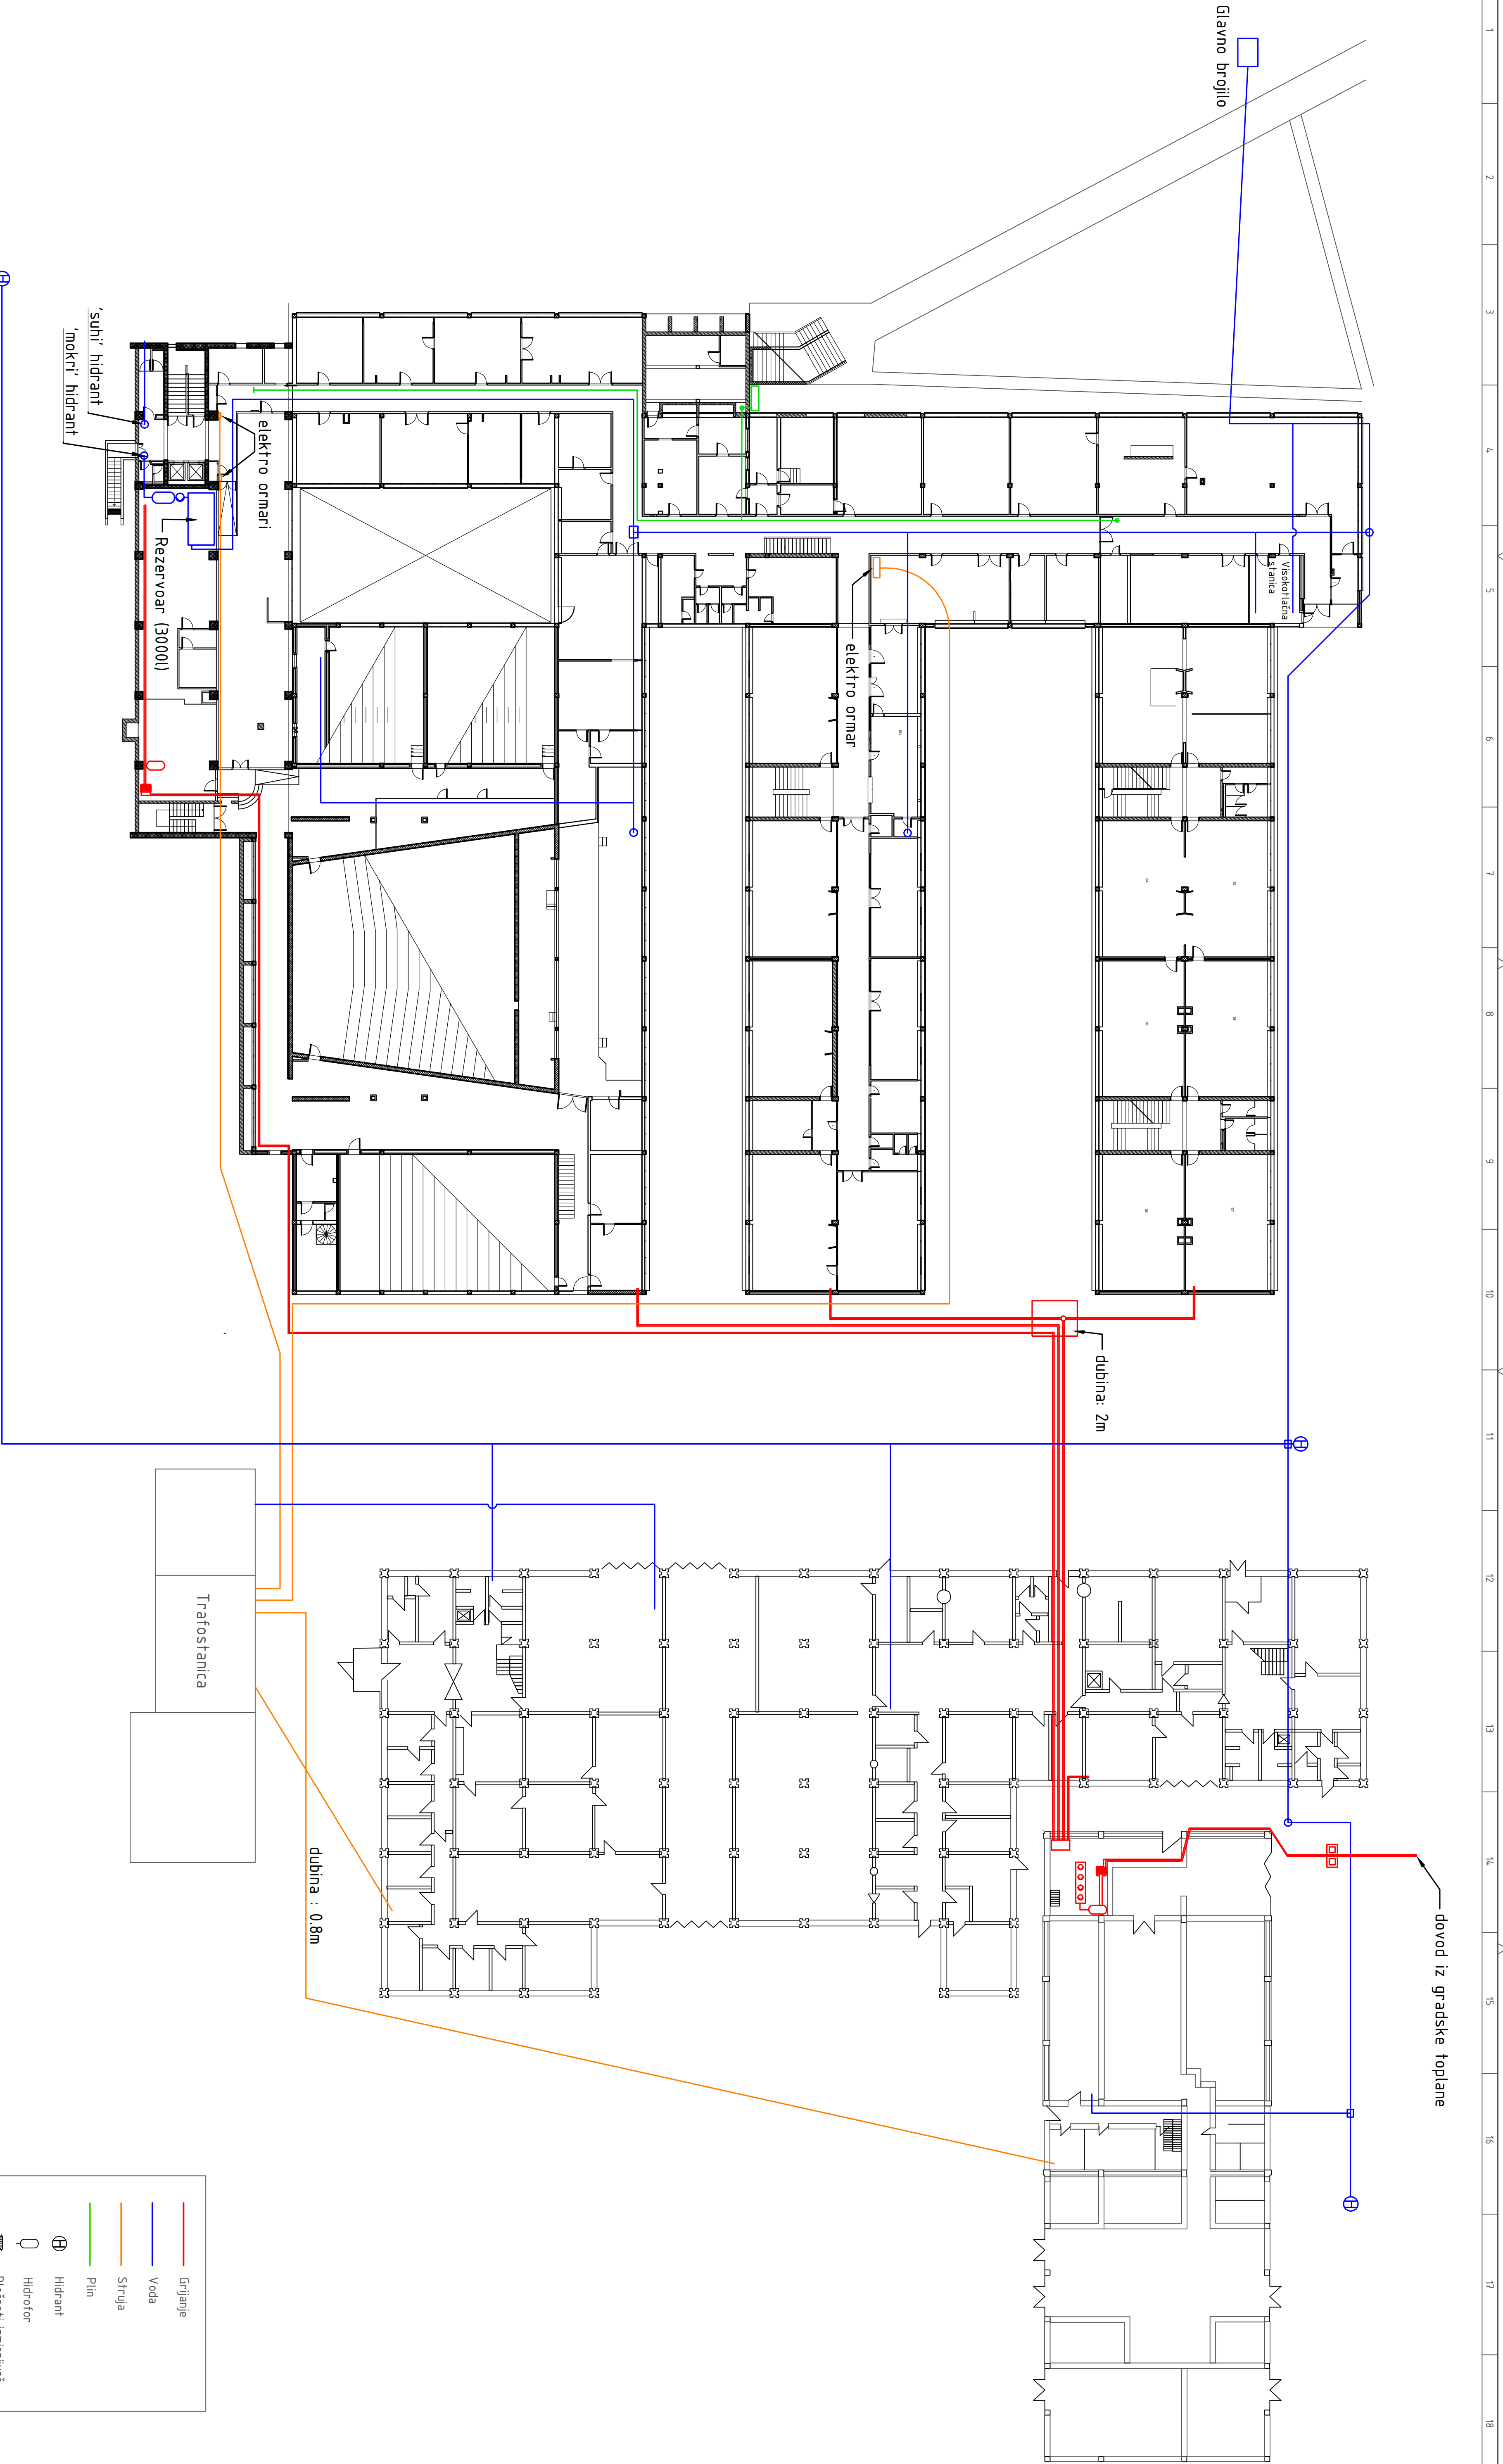 1
2
3
4
5
6
7
8
9
10
11
12
13
14
15
16
17
18
Glavno brojilo
'suhi' hidrant
'mokri' hidrant
elektro ormari
Rezervoar (3000l)
Visokotlačna
stanica
elektro ormar
dubina: 2m
dovod iz gradske toplane
Trafostanica
dubina : 0.8m
Grijanje
Voda
Struja
Plin
Hidrant
Hidrofor
H
H
H
H